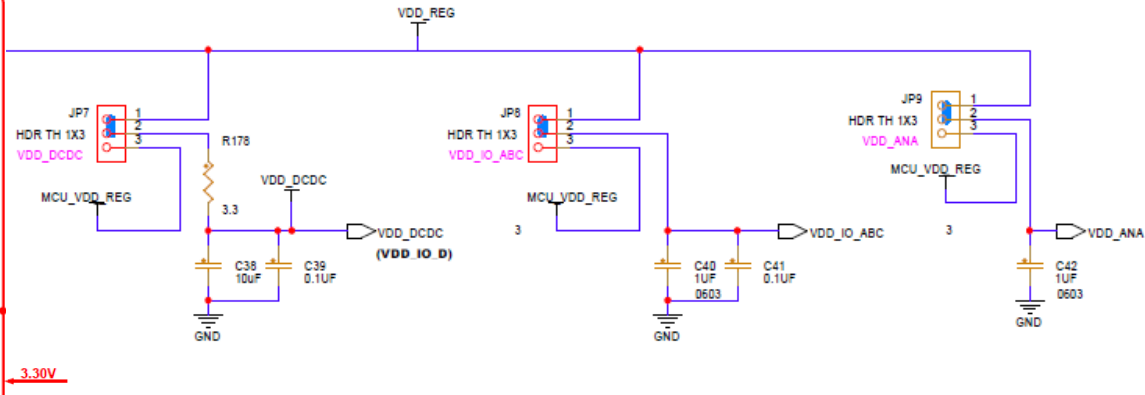 VDD_REG
JP7
1
2
3
HDR TH 1X3
VDD_DCDC
R178
3.3
MCU_VDD_REG
VDD_DCDC
VDD_DCDC
(VDD_IO_D)
C38
10uF
C39
0.1UF
GND
JP8
1
2
3
HDR TH 1X3
VDD_IO_ABC
MCU_VDD_REG
3
VDD_IO_ABC
C40
1UF
0603
C41
0.1UF
GND
JP9
1
2
3
HDR TH 1X3
VDD_ANA
MCU_VDD_REG
3
VDD_ANA
C42
1UF
0603
GND
3.30V